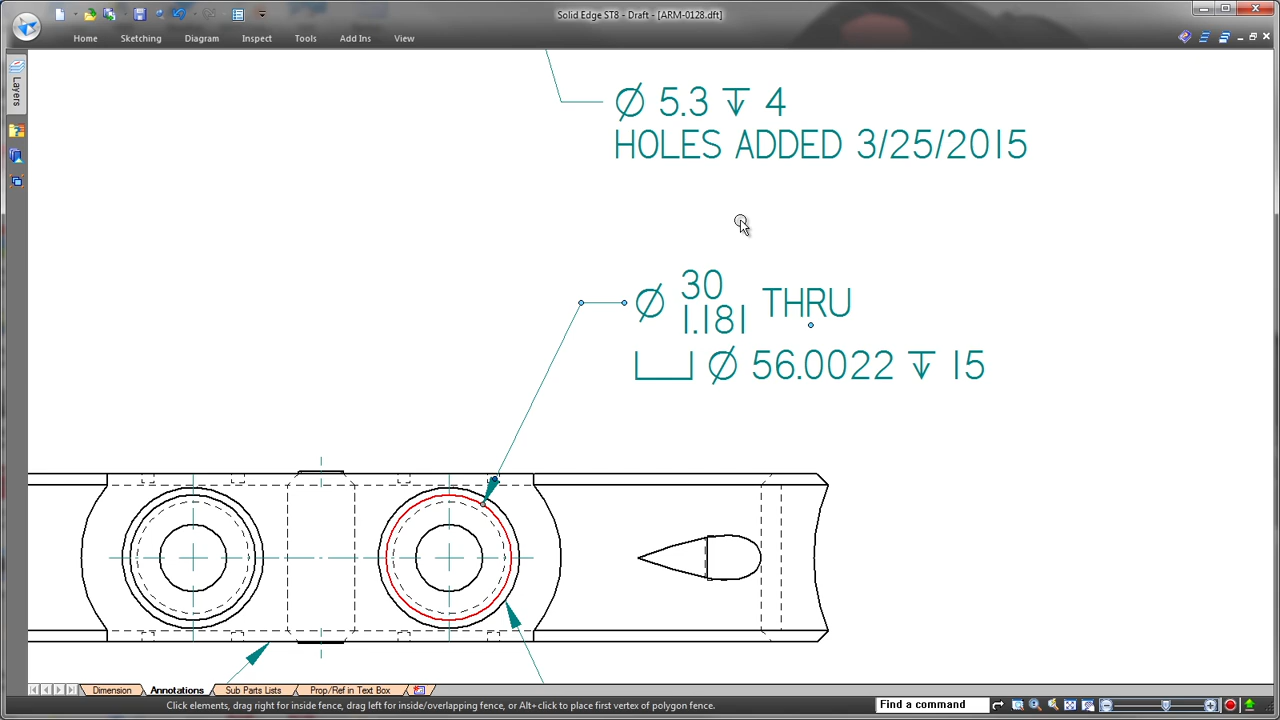 Solid Edge ST8 - Draft - [ARM-0128.dft]
Home Sketching Diagram Inspect Tools Add Ins View
Layers
Ø 5.3 ↧ 4
HOLES ADDED 3/25/2015
Ø 30 THRU
1.181
⌴ Ø 56.0022 ↧ 15
Dimension Annotations Sub Parts Lists Prop/Ref in Text Box
Click elements, drag right for inside fence, drag left for inside/overlapping fence, or Alt+click to place first vertex of polygon fence.
Find a command